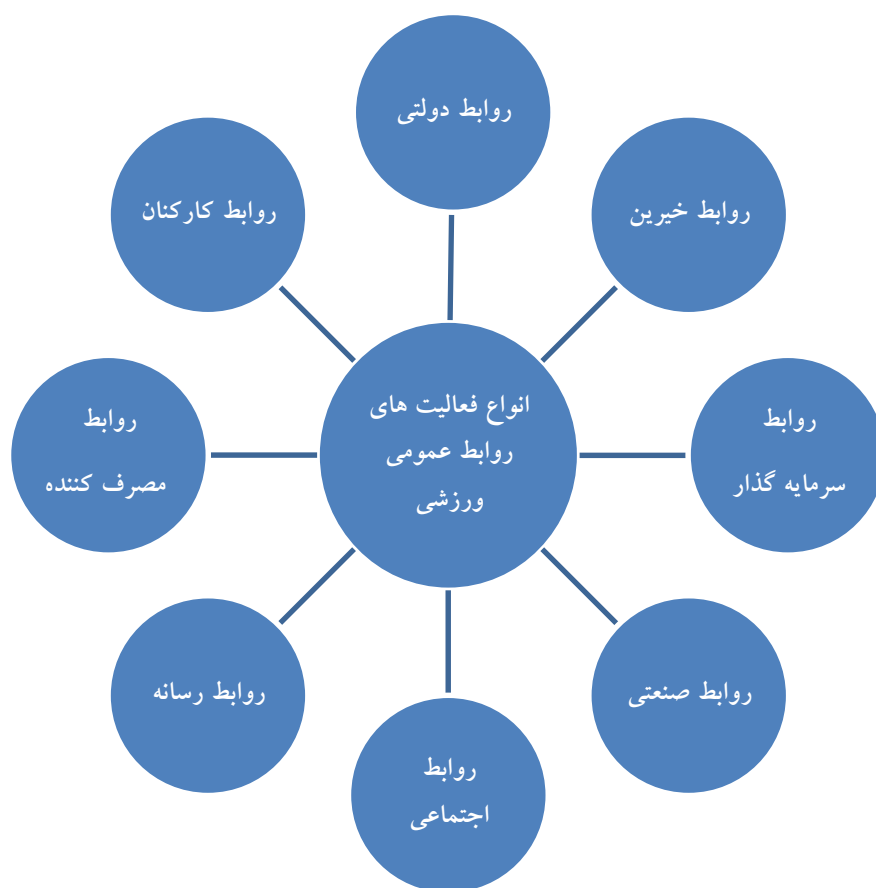 روابط دولتی
روابط خیرین
روابط کارکنان
انواع فعالیت های
روابط عمومی
ورزشی
روابط
سرمایه گذار
روابط
مصرف کننده
روابط صنعتی
روابط رسانه
روابط
اجتماعی